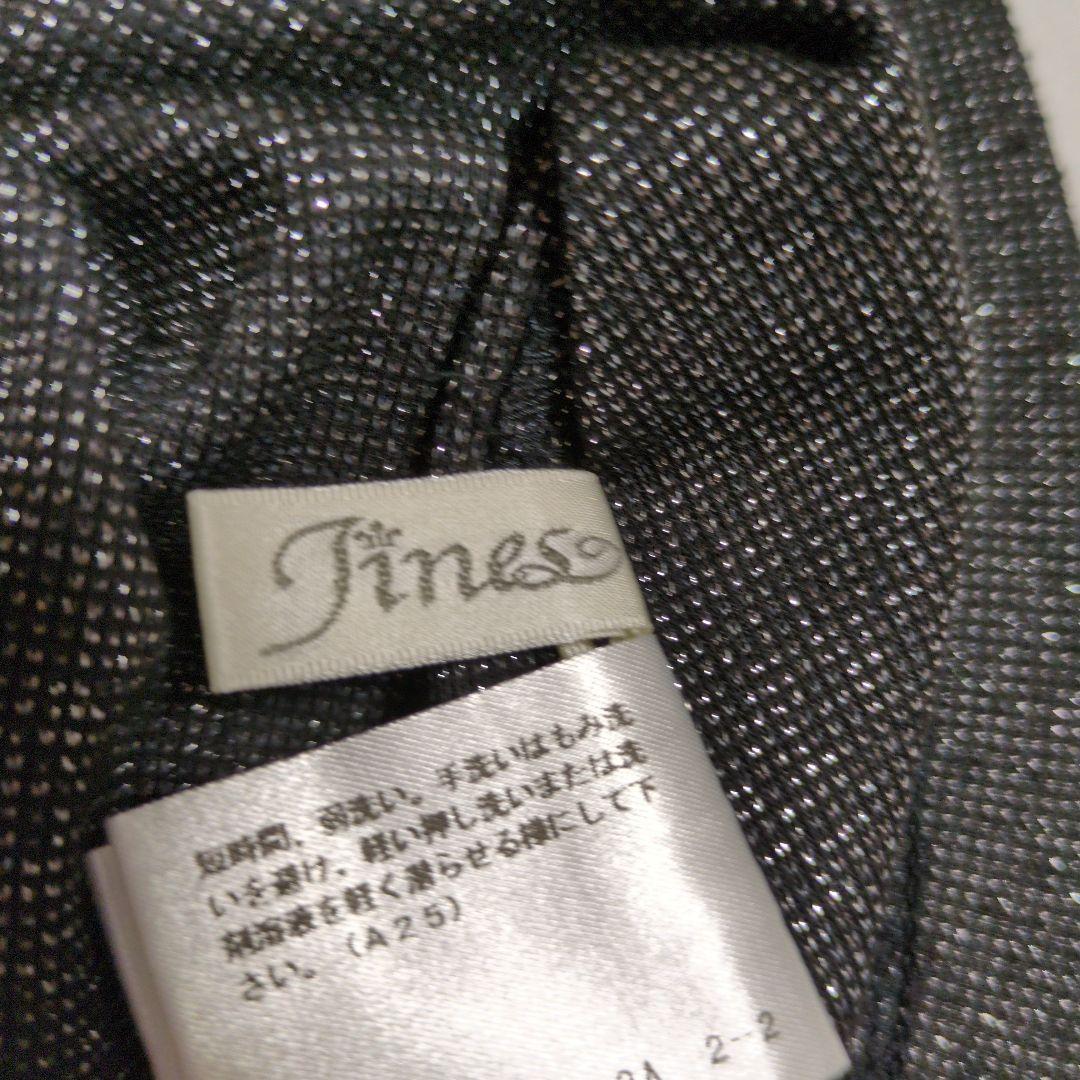 Jines
短時間、弱洗い。手洗いはもみ洗
いを避け、軽い押し洗いまたは洗
剤溶液を軽く滑らせる様にして下
さい。（A25）
2-2